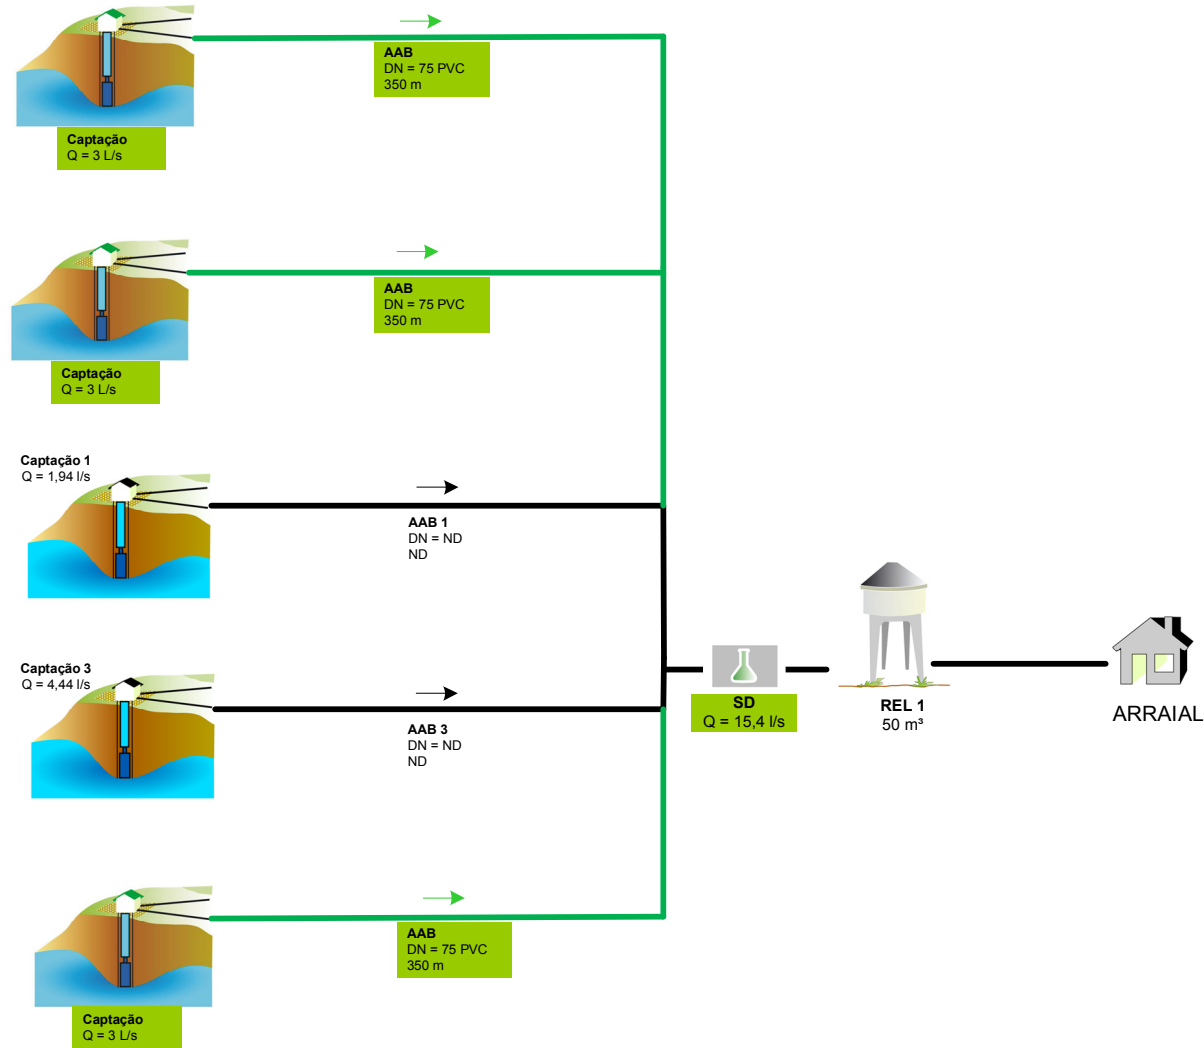 AAB
DN = 75 PVC
350 m
Captação
Q = 3 L/s
AAB
DN = 75 PVC
350 m
Captação
Q = 3 L/s
Captação 1
Q = 1,94 l/s
AAB 1
DN = ND
ND
Captação 3
Q = 4,44 l/s
AAB 3
DN = ND
ND
SD
Q = 15,4 l/s
REL 1
50 m³
ARRAIAL
AAB
DN = 75 PVC
350 m
Captação
Q = 3 L/s